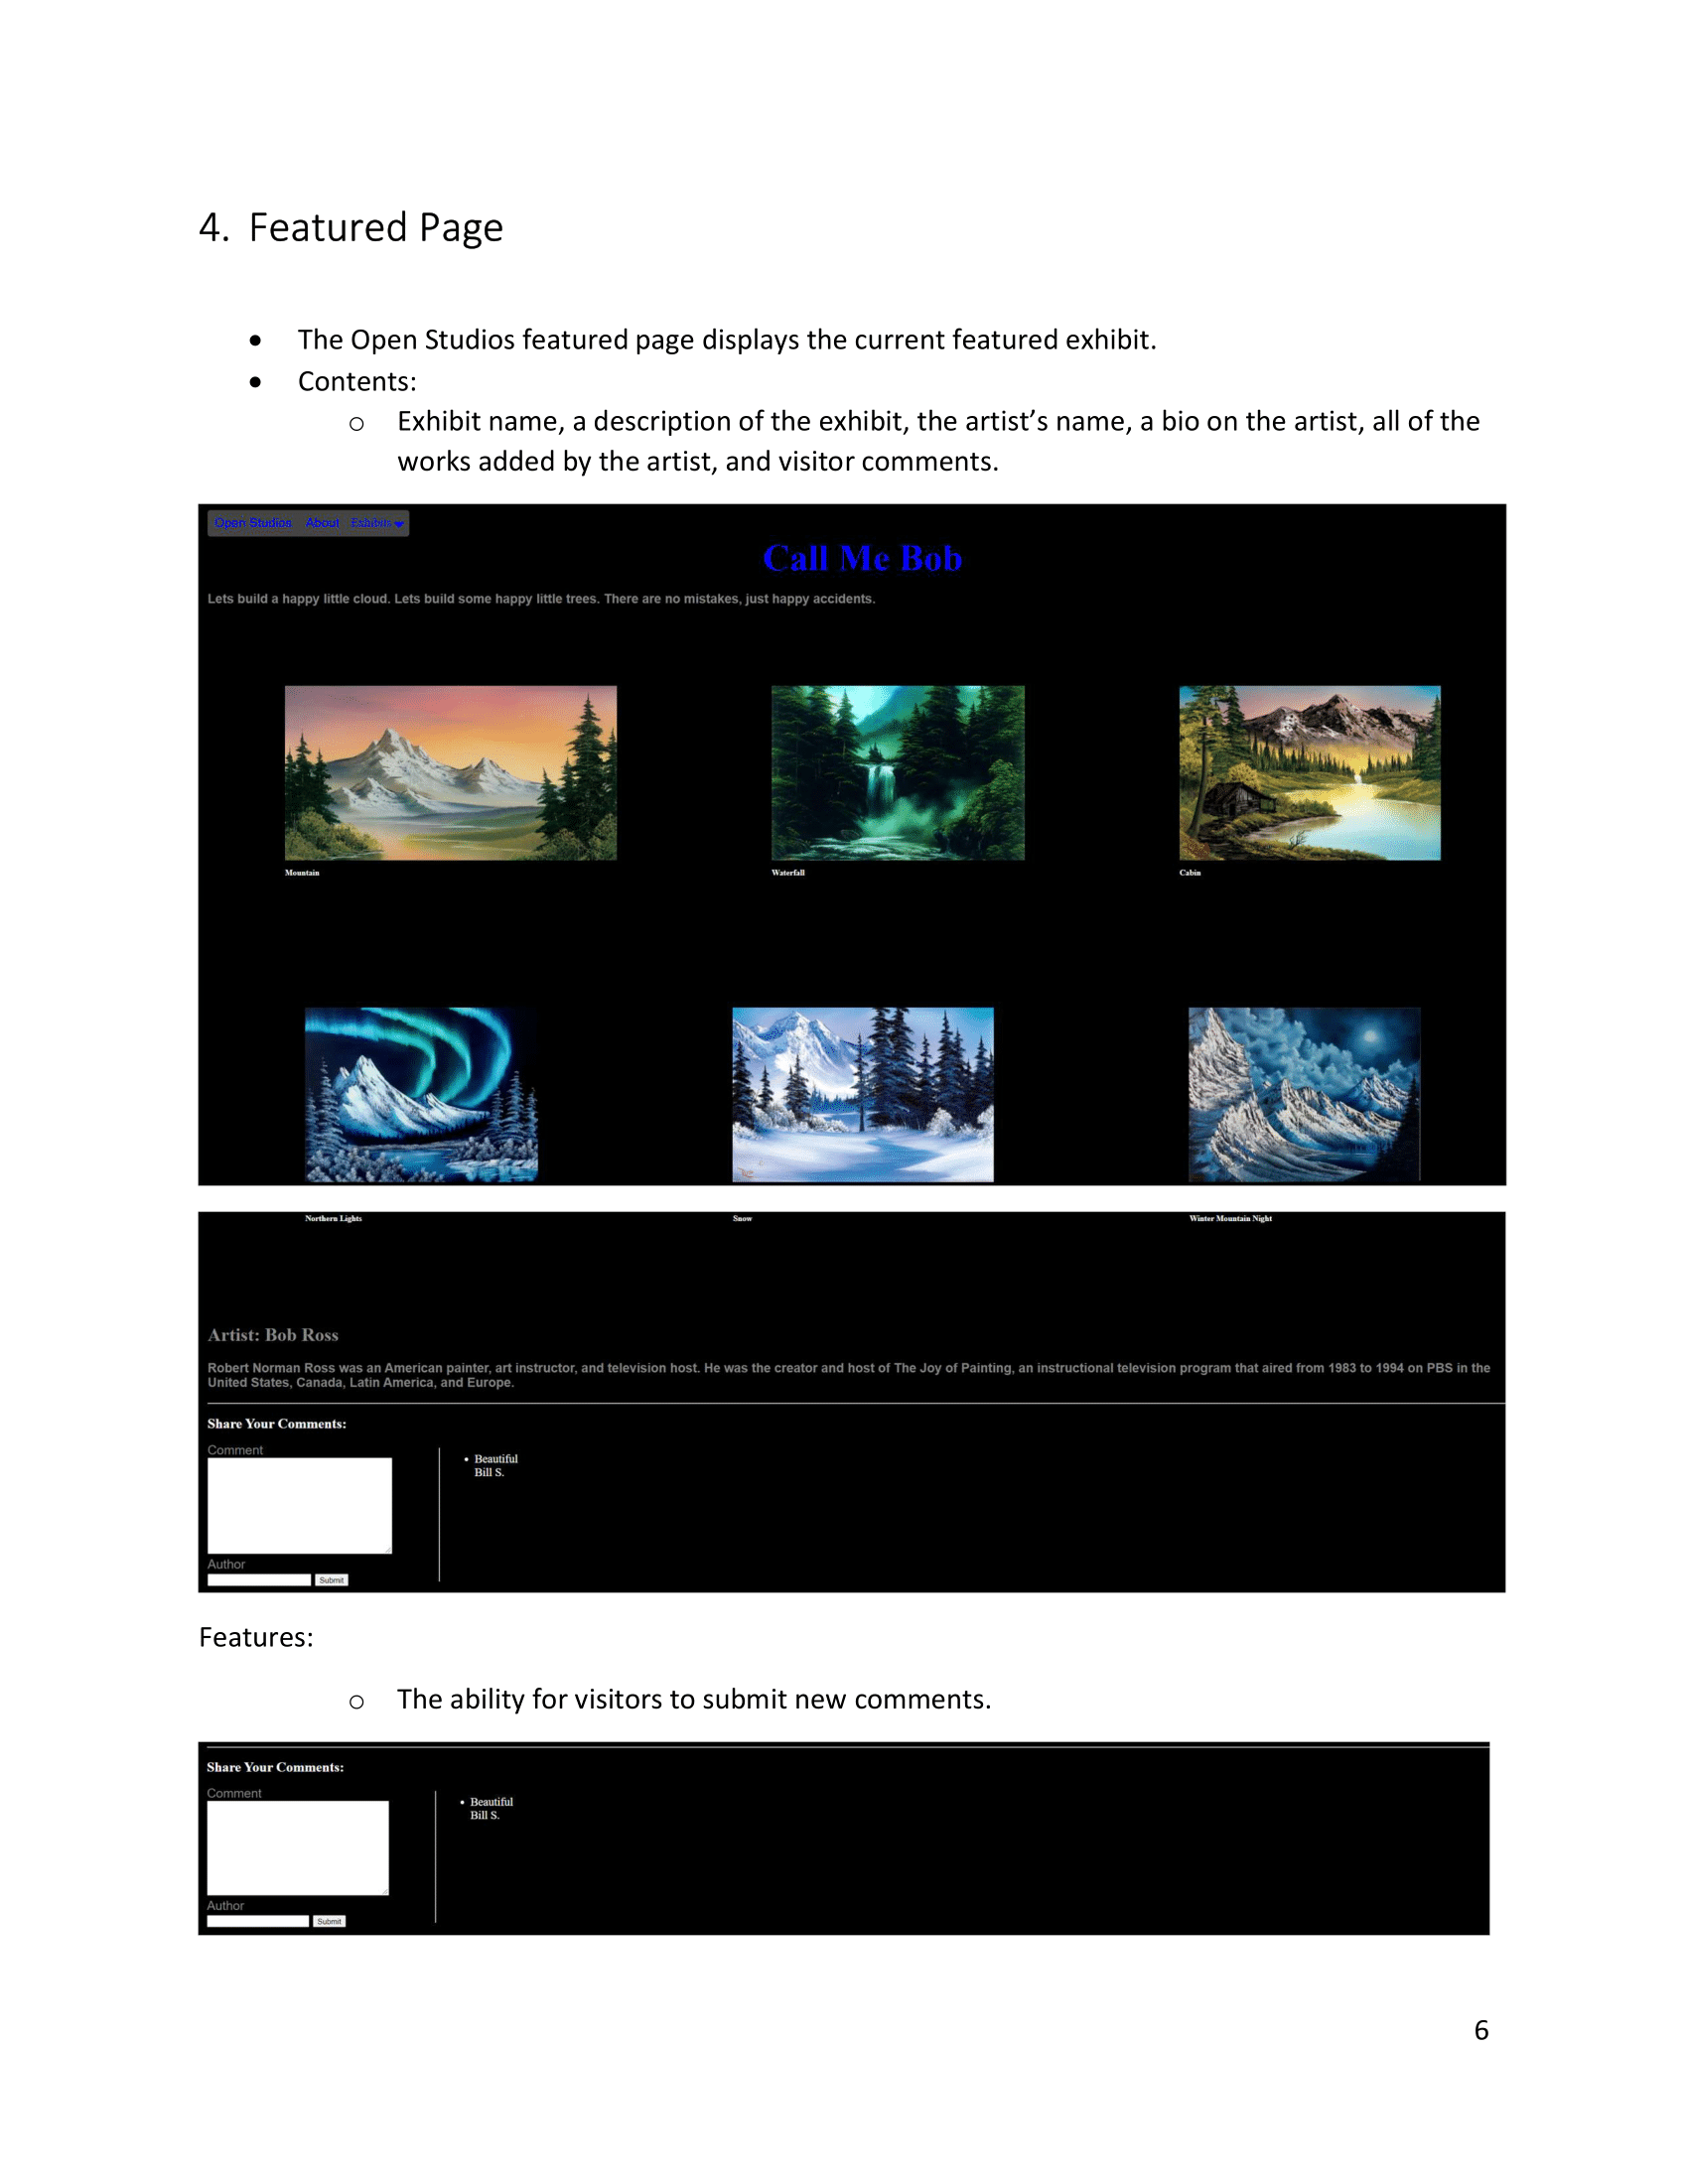 4. Featured Page
• The Open Studios featured page displays the current featured exhibit.
• Contents:
o Exhibit name, a description of the exhibit, the artist’s name, a bio on the artist, all of the
works added by the artist, and visitor comments.
Open Studios About Exhibits
Call Me Bob
Lets build a happy little cloud. Lets build some happy little trees. There are no mistakes, just happy accidents.
Mountain Waterfall Cabin
Northern Lights Snow Winter Mountain Night
Artist: Bob Ross
Robert Norman Ross was an American painter, art instructor, and television host. He was the creator and host of The Joy of Painting, an instructional television program that aired from 1983 to 1994 on PBS in the
United States, Canada, Latin America, and Europe.
Share Your Comments:
Comment
• Beautiful
Bill S.
Author
Submit
Features:
o The ability for visitors to submit new comments.
Share Your Comments:
Comment
• Beautiful
Bill S.
Author
Submit
6